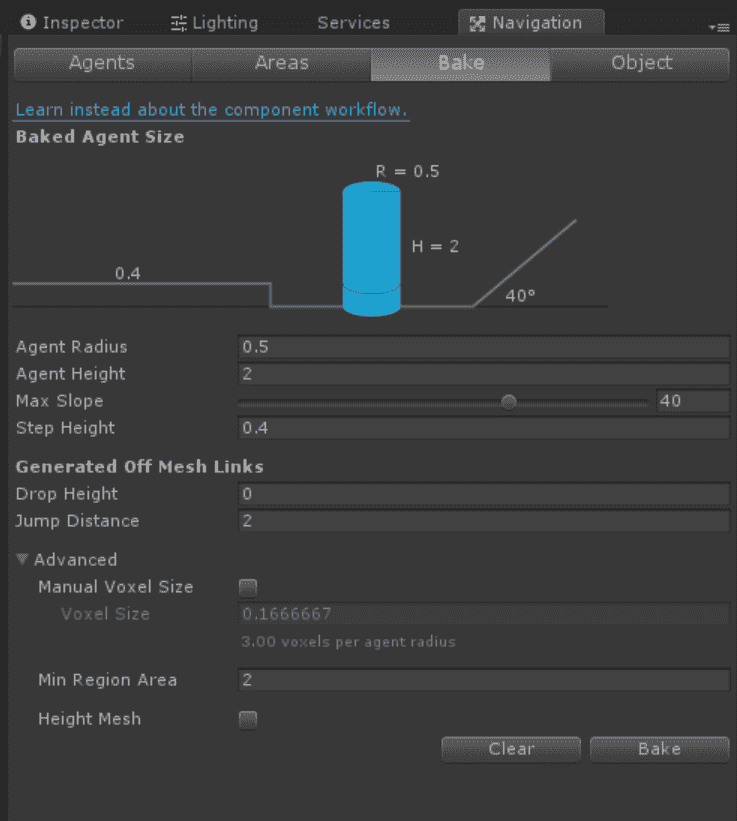 Inspector Lighting Services Navigation
Agents Areas Bake Object
Learn instead about the component workflow.
Baked Agent Size
R = 0.5
H = 2
0.4
40°
Agent Radius 0.5
Agent Height 2
Max Slope 40
Step Height 0.4
Generated Off Mesh Links
Drop Height 0
Jump Distance 2
Advanced
Manual Voxel Size
Voxel Size 0.1666667
3.00 voxels per agent radius
Min Region Area 2
Height Mesh
Clear Bake